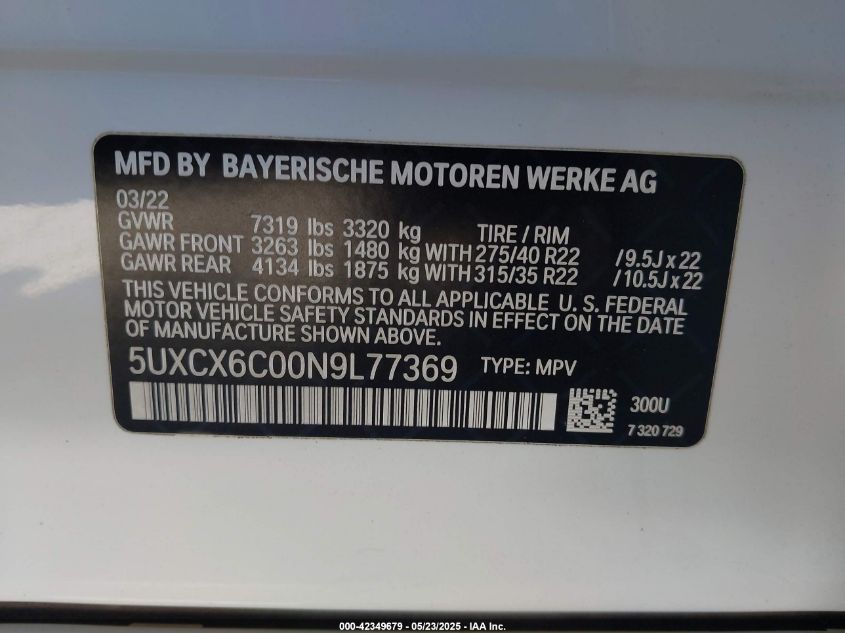 MFD BY BAYERISCHE MOTOREN WERKE AG
03/22
GVWR 7319 lbs 3320 kg TIRE / RIM
GAWR FRONT 3263 lbs 1480 kg WITH 275/40 R22 / 9.5J x 22
GAWR REAR 4134 lbs 1875 kg WITH 315/35 R22 / 10.5J x 22
THIS VEHICLE CONFORMS TO ALL APPLICABLE U. S. FEDERAL
MOTOR VEHICLE SAFETY STANDARDS IN EFFECT ON THE DATE
OF MANUFACTURE SHOWN ABOVE.
5UXCX6C00N9L77369 TYPE: MPV
300U
7 320 729
000-42349679 - 05/23/2025 - IAA Inc.